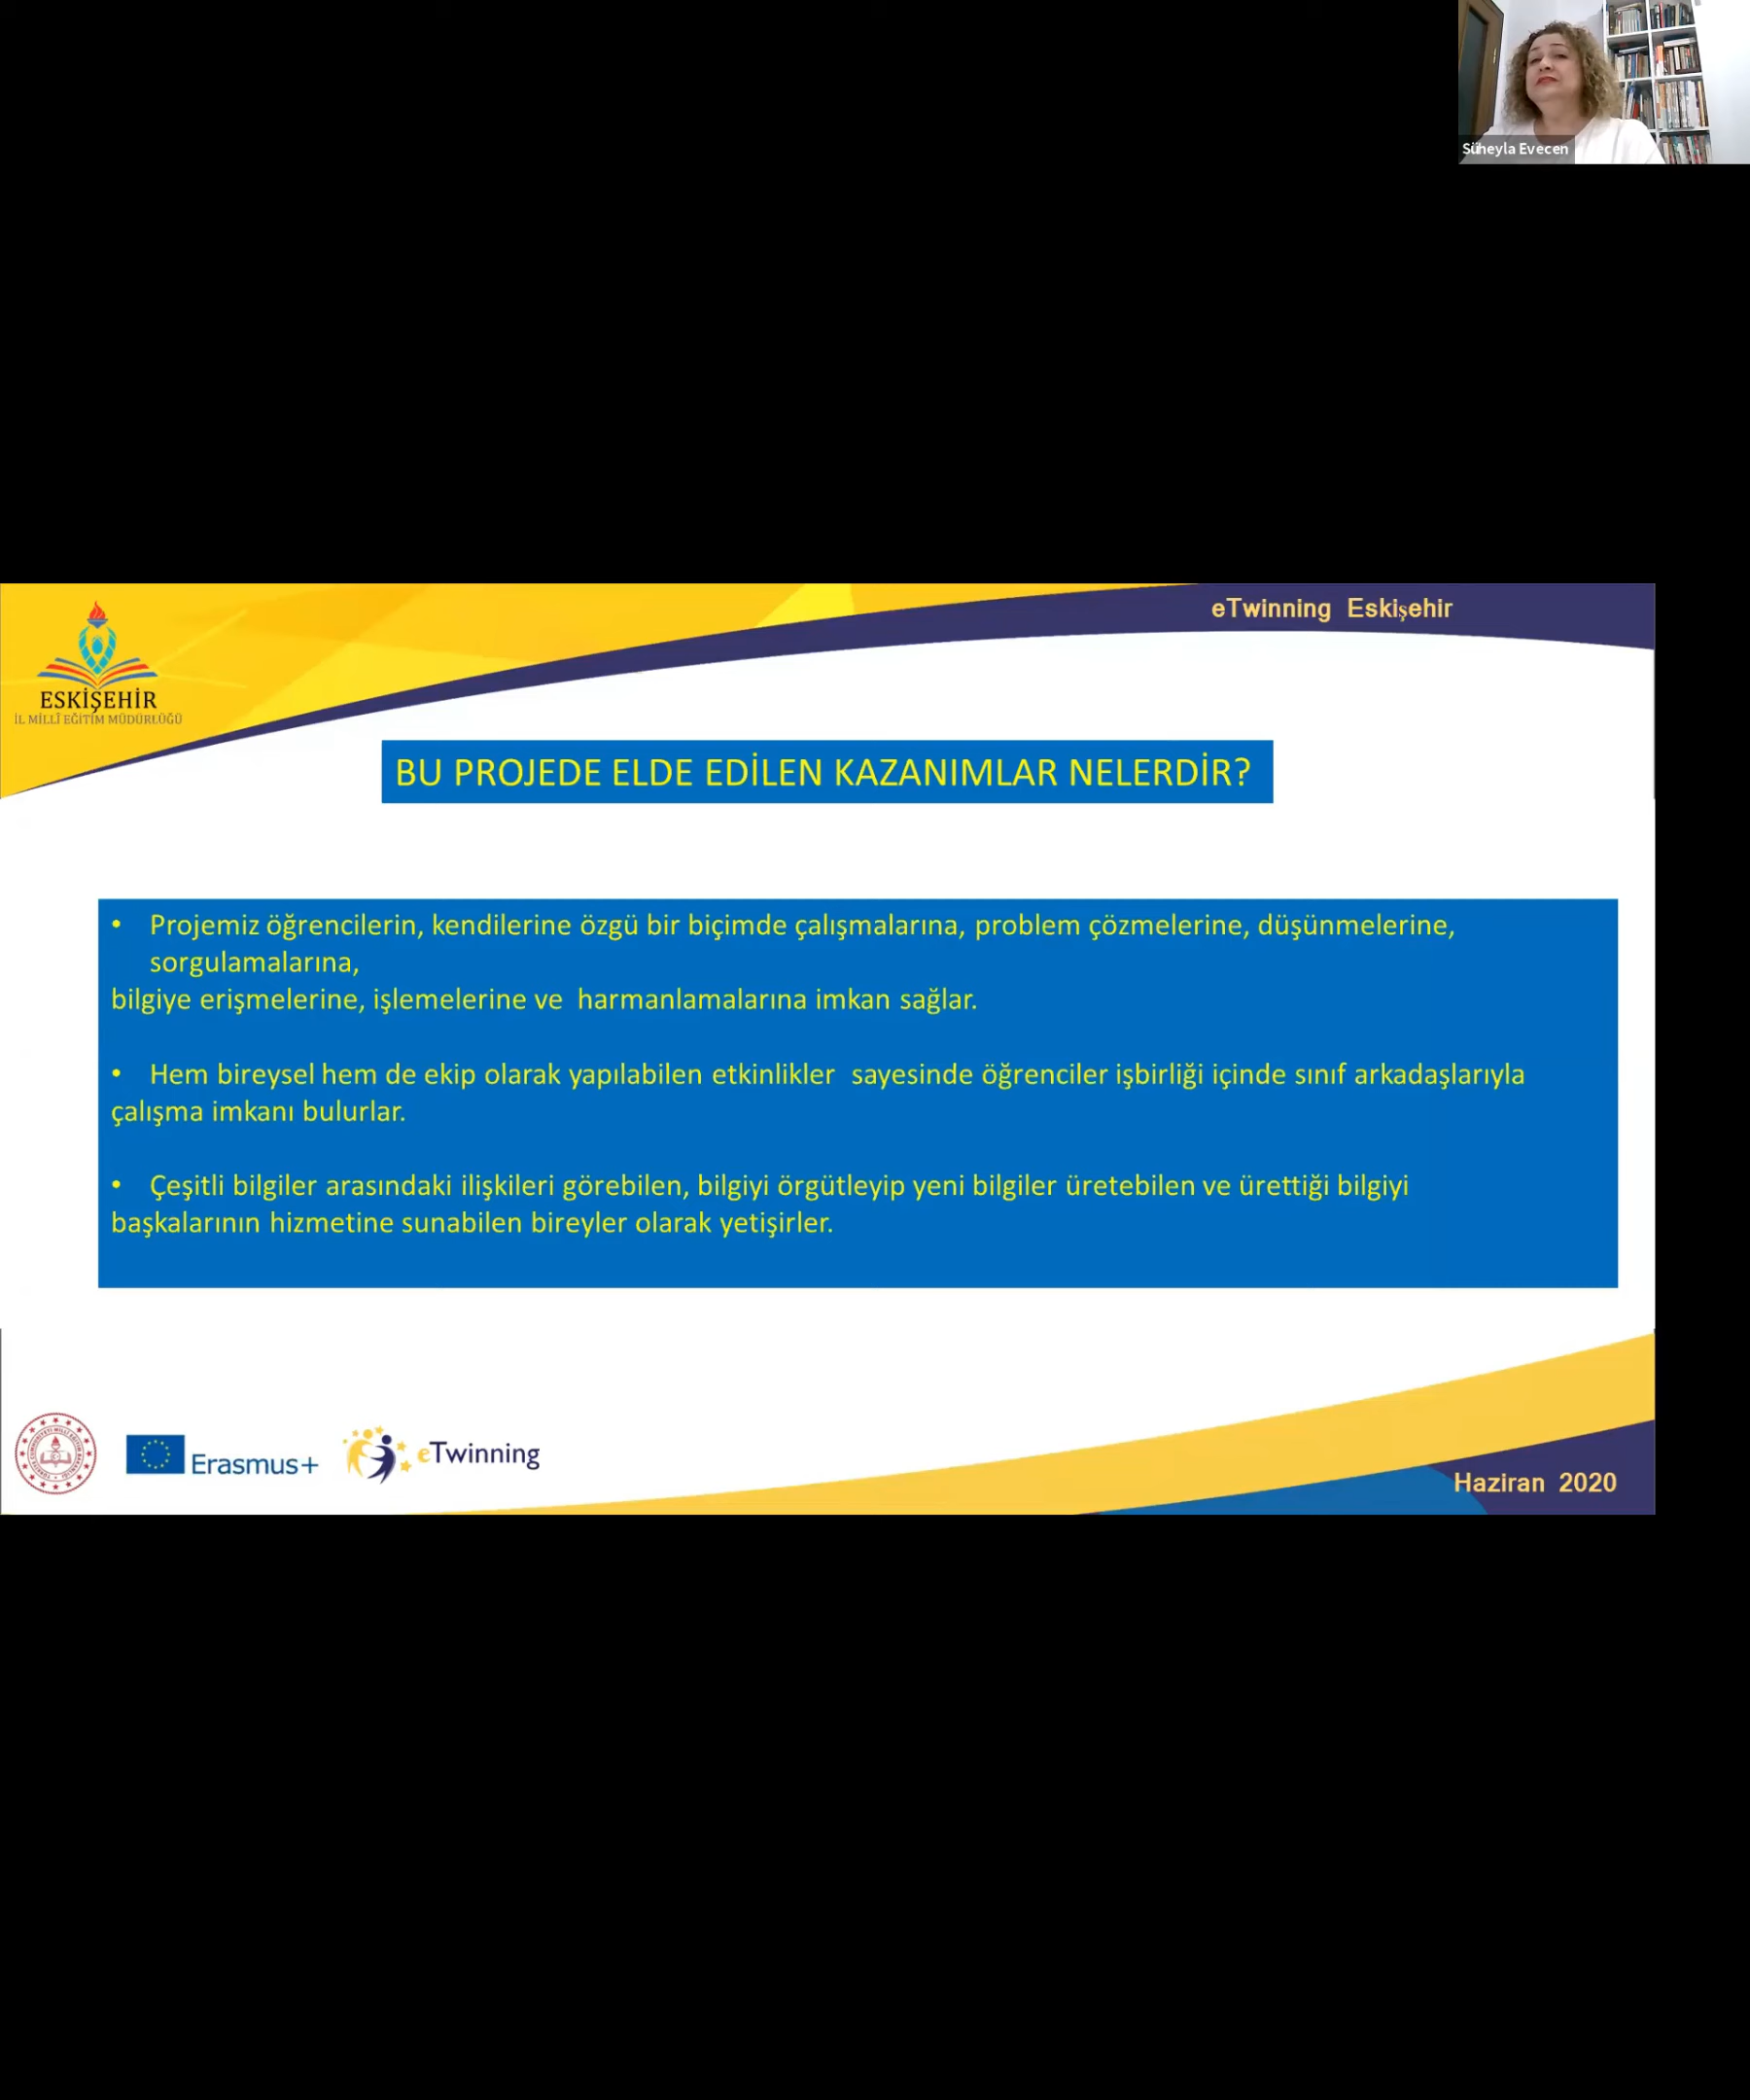 Süheyla Evecen
eTwinning Eskişehir
ESKİŞEHİR
İL MİLLÎ EĞİTİM MÜDÜRLÜĞÜ
BU PROJEDE ELDE EDİLEN KAZANIMLAR NELERDİR?
• Projemiz öğrencilerin, kendilerine özgü bir biçimde çalışmalarına, problem çözmelerine, düşünmelerine,
sorgulamalarına,
bilgiye erişmelerine, işlemelerine ve harmanlamalarına imkan sağlar.
• Hem bireysel hem de ekip olarak yapılabilen etkinlikler sayesinde öğrenciler işbirliği içinde sınıf arkadaşlarıyla
çalışma imkanı bulurlar.
• Çeşitli bilgiler arasındaki ilişkileri görebilen, bilgiyi örgütleyip yeni bilgiler üretebilen ve ürettiği bilgiyi
başkalarının hizmetine sunabilen bireyler olarak yetişirler.
Erasmus+
eTwinning
Haziran 2020